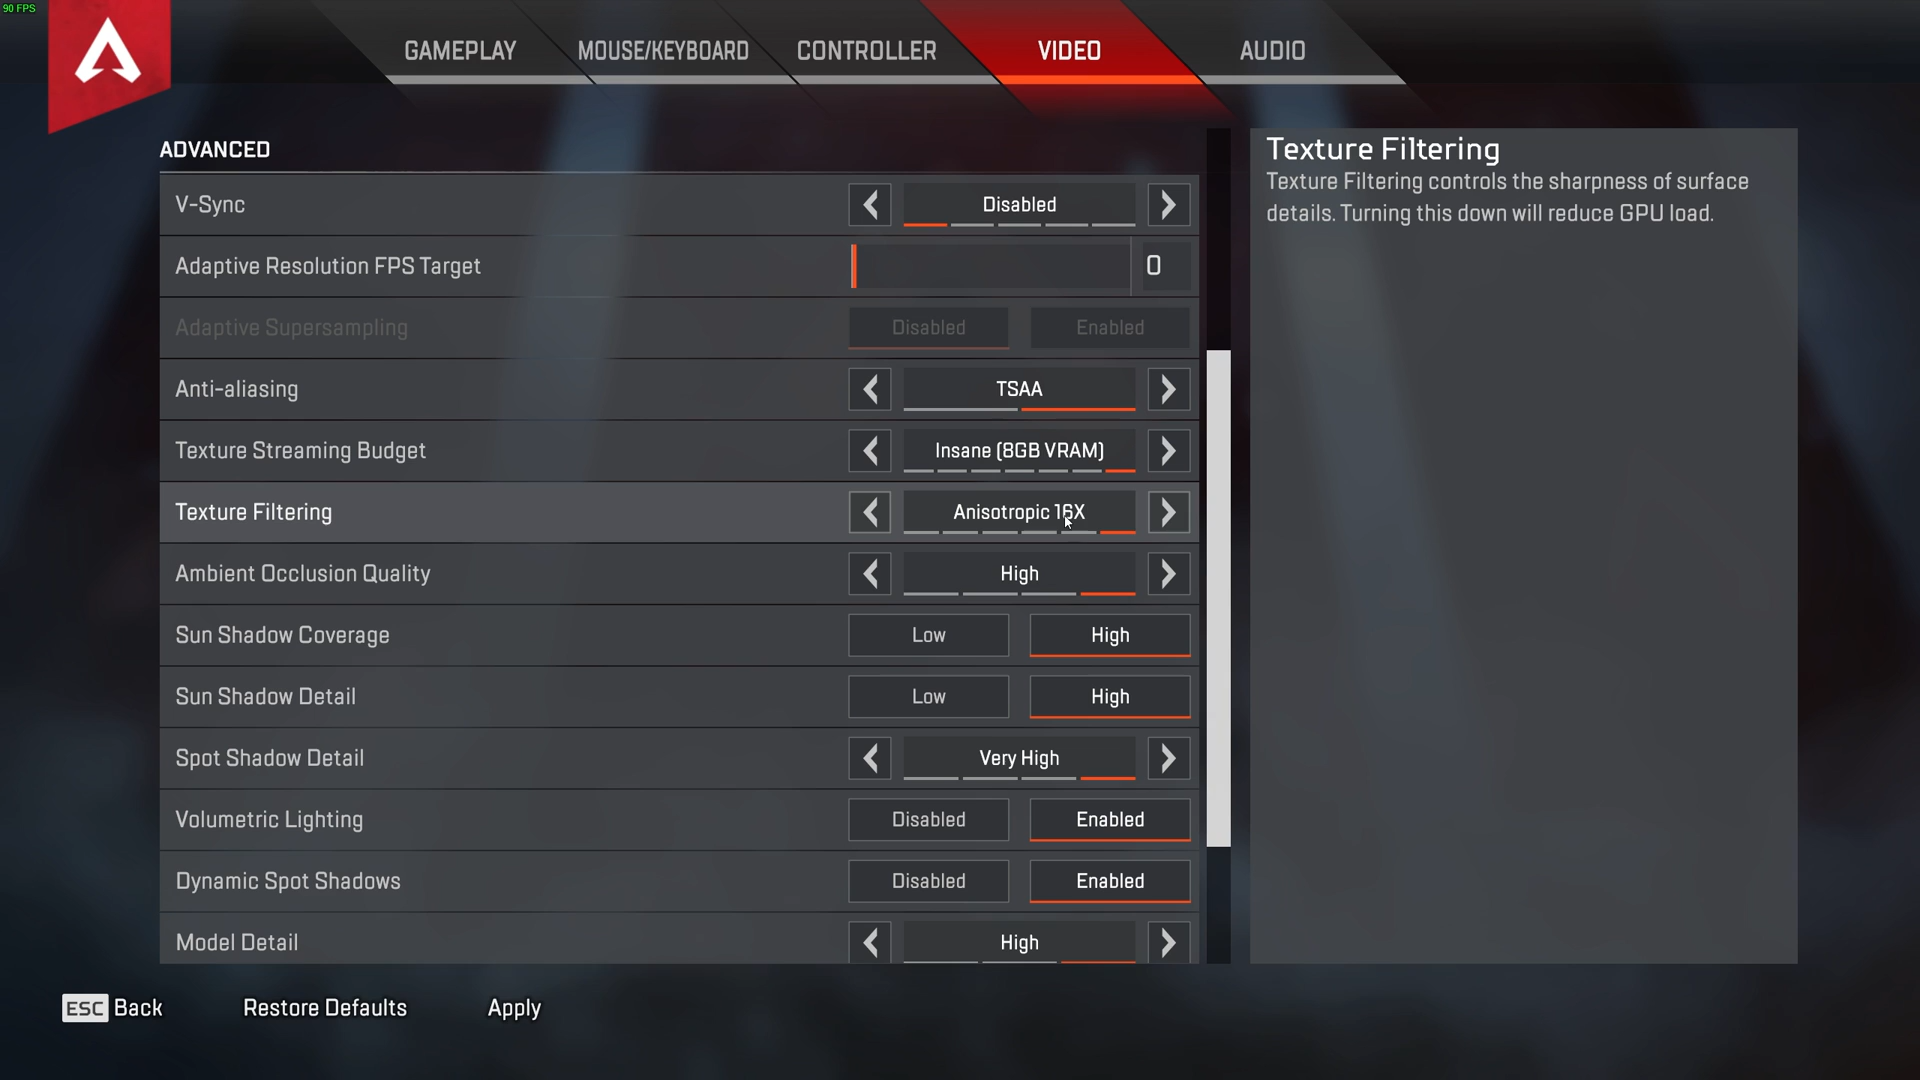 90 FPS
GAMEPLAY MOUSE/KEYBOARD CONTROLLER VIDEO AUDIO
ADVANCED
V-Sync Disabled
Adaptive Resolution FPS Target 0
Adaptive Supersampling Disabled Enabled
Anti-aliasing TSAA
Texture Streaming Budget Insane (8GB VRAM)
Texture Filtering Anisotropic 16X
Ambient Occlusion Quality High
Sun Shadow Coverage Low High
Sun Shadow Detail Low High
Spot Shadow Detail Very High
Volumetric Lighting Disabled Enabled
Dynamic Spot Shadows Disabled Enabled
Model Detail High
Texture Filtering
Texture Filtering controls the sharpness of surface
details. Turning this down will reduce GPU load.
ESC Back Restore Defaults Apply